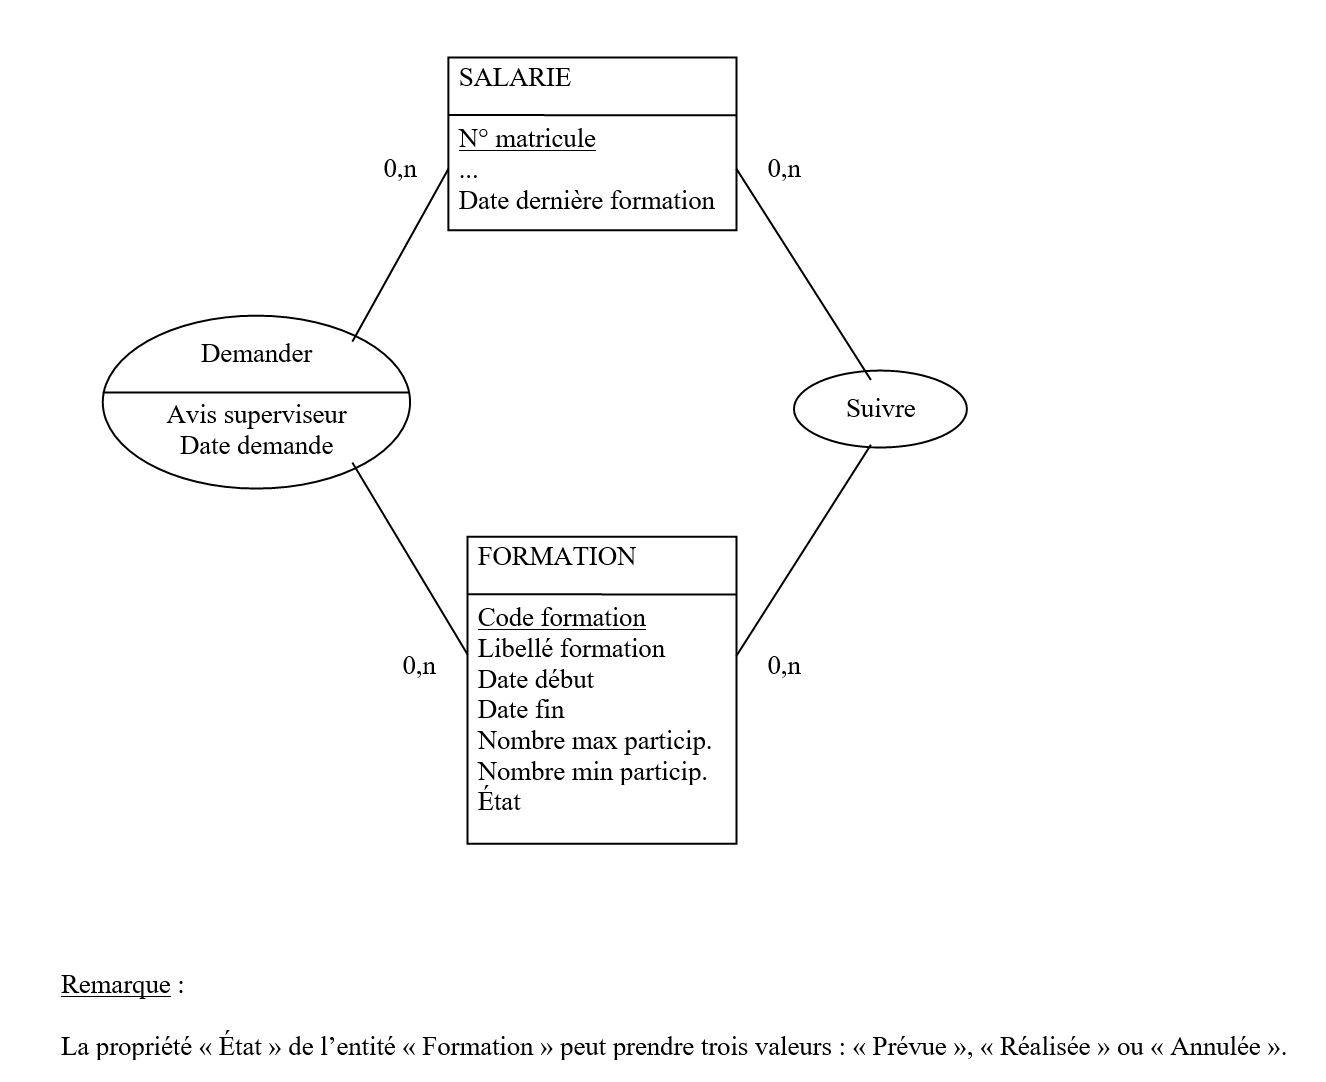 SALARIE
N° matricule
...
Date dernière formation
0,n
0,n
Demander
Avis superviseur
Date demande
Suivre
FORMATION
Code formation
Libellé formation
Date début
Date fin
Nombre max particip.
Nombre min particip.
État
0,n
0,n
Remarque :
La propriété « État » de l’entité « Formation » peut prendre trois valeurs : « Prévue », « Réalisée » ou « Annulée ».